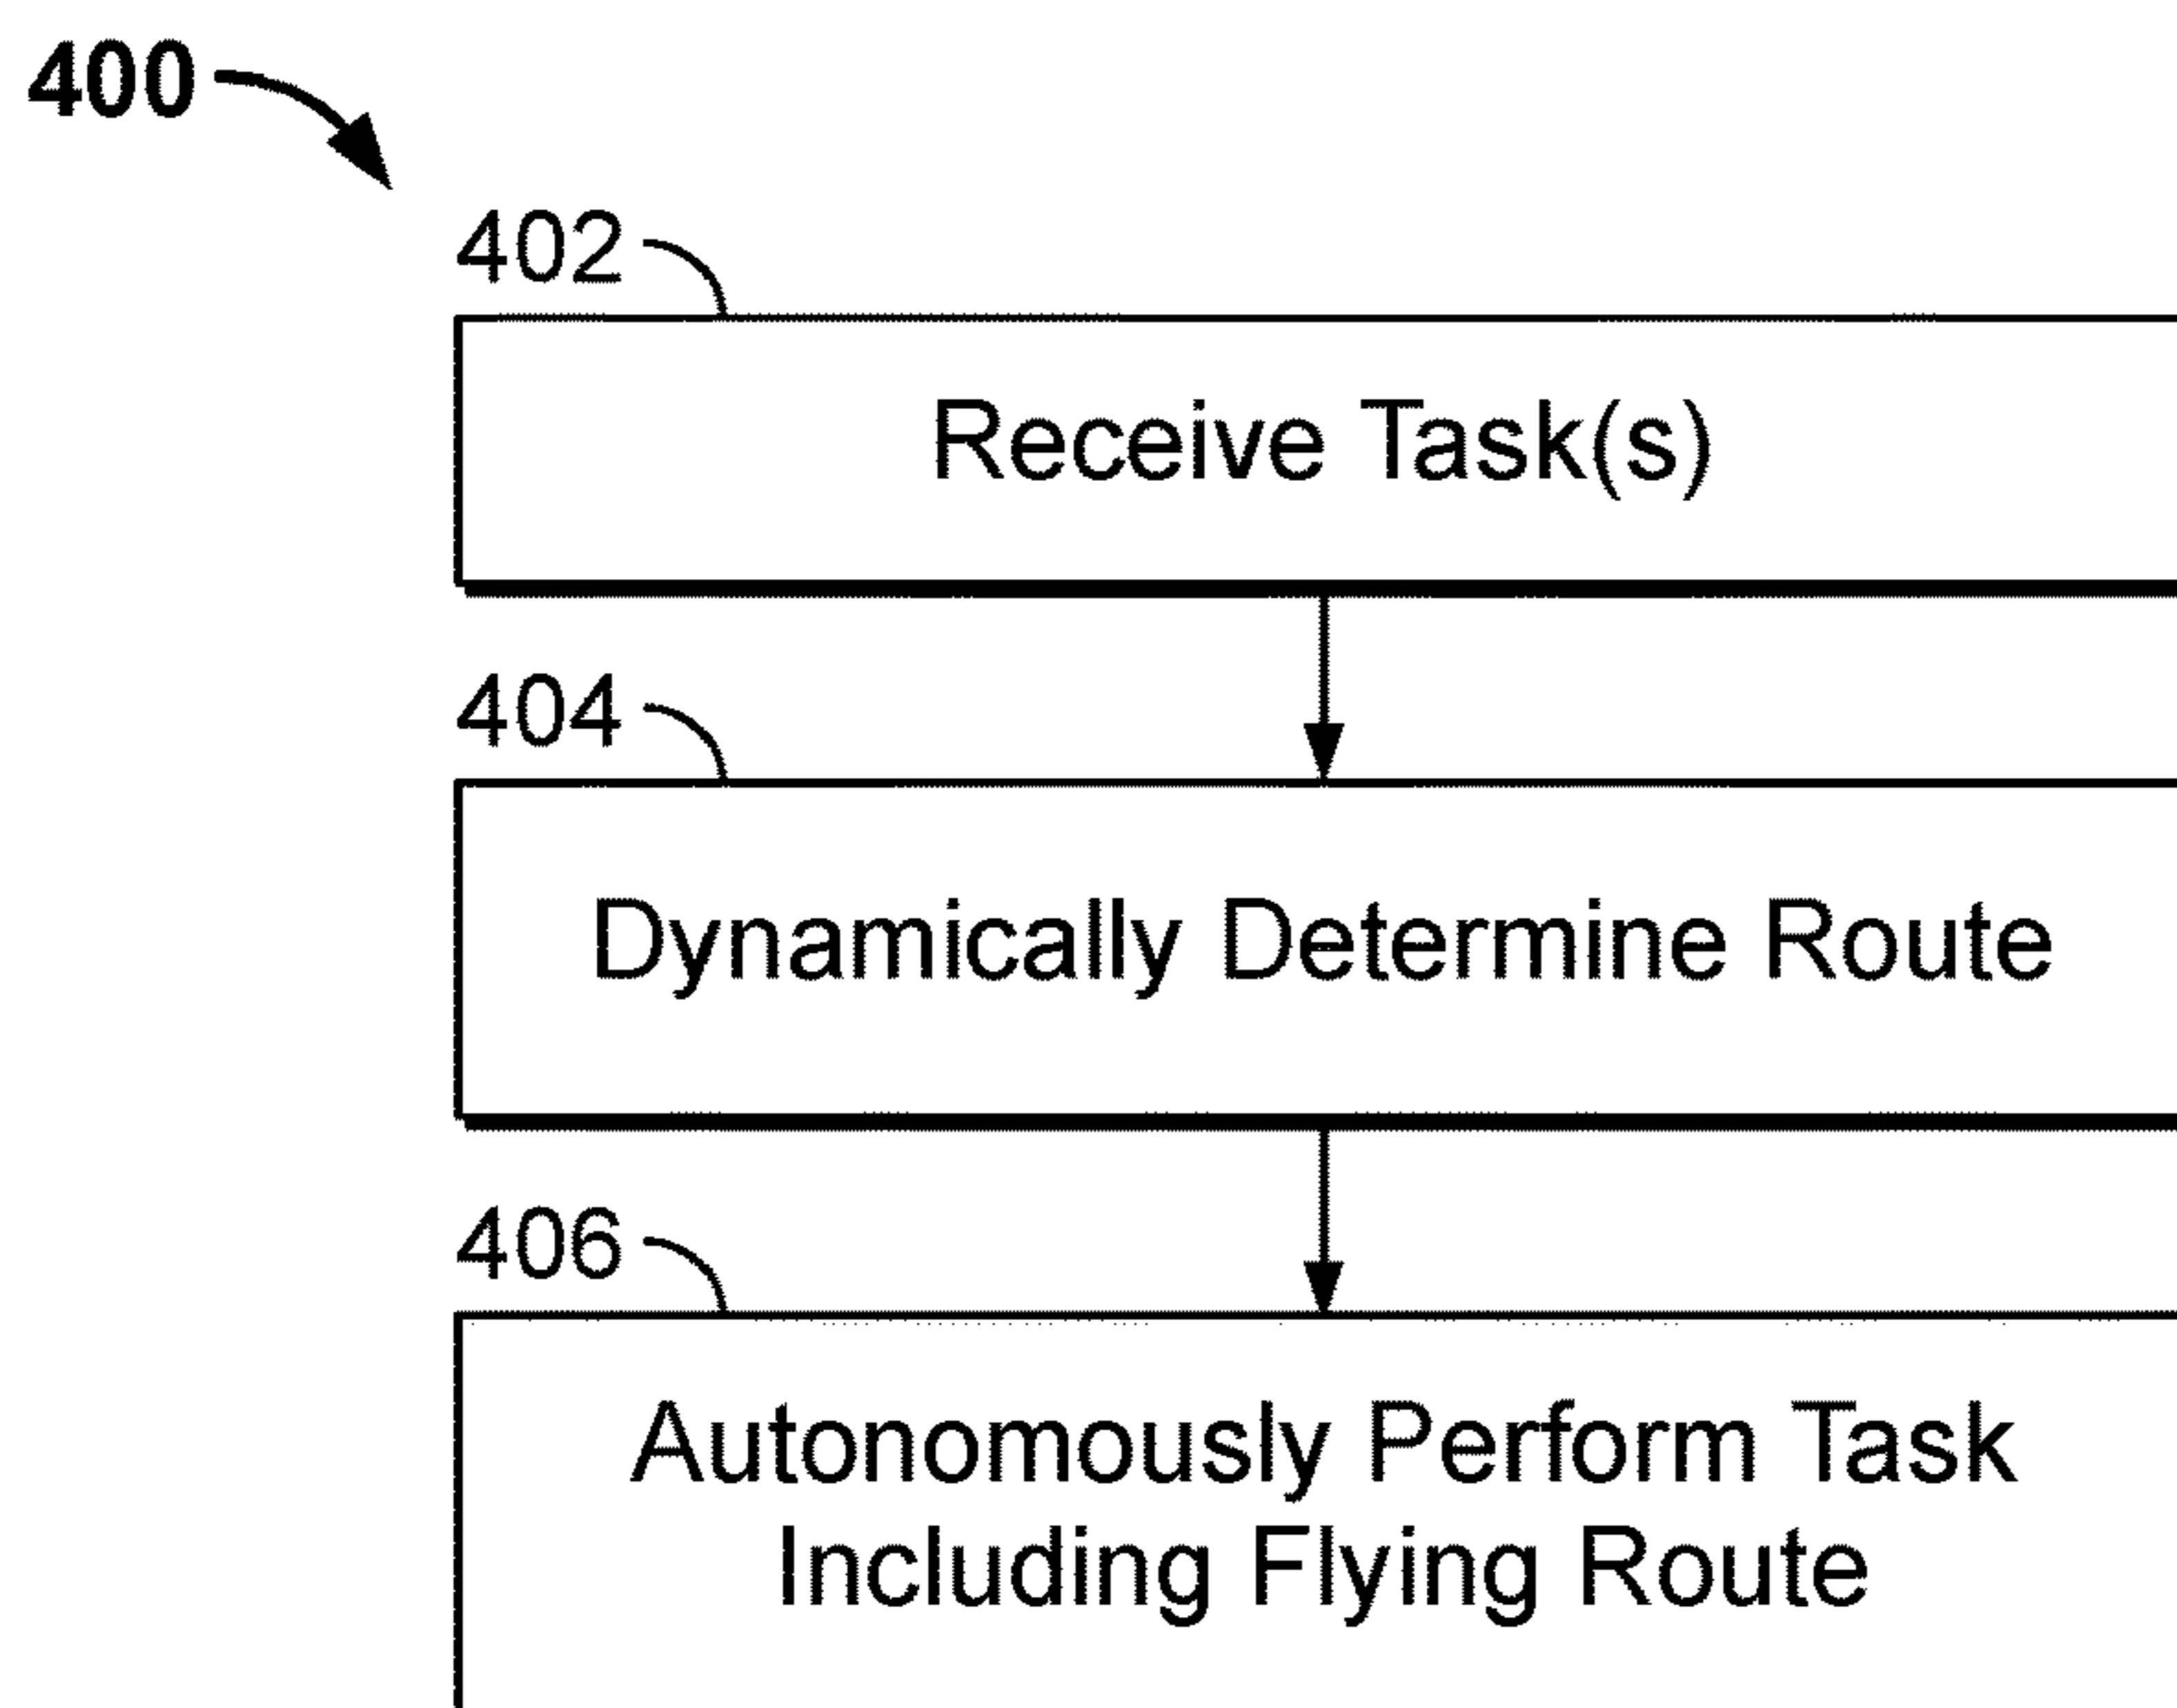 400
402
Receive Task(s)
404
Dynamically Determine Route
406
Autonomously Perform Task
Including Flying Route